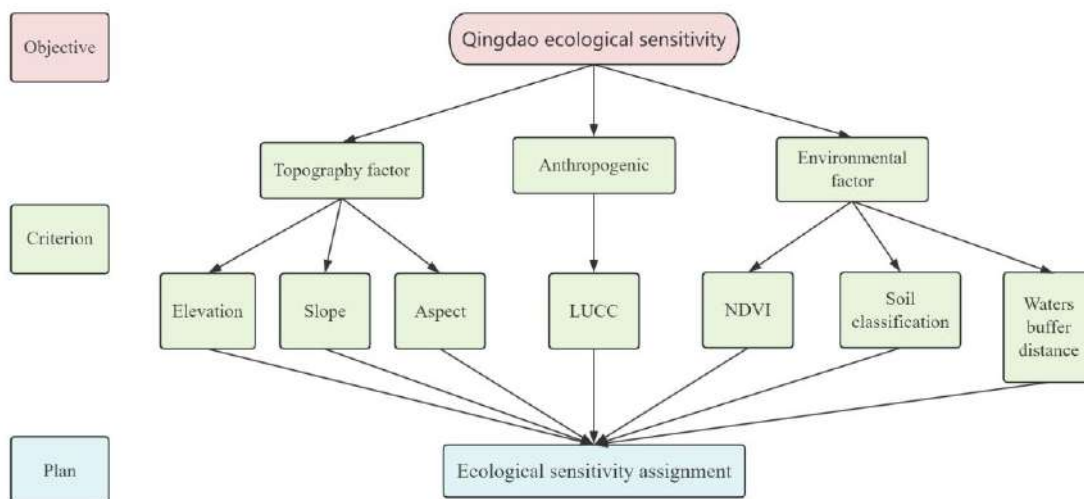 Objective
Qingdao ecological sensitivity
Topography factor
Anthropogenic
Environmental
factor
Criterion
Elevation
Slope
Aspect
LUCC
NDVI
Soil
classification
Waters
buffer
distance
Plan
Ecological sensitivity assignment